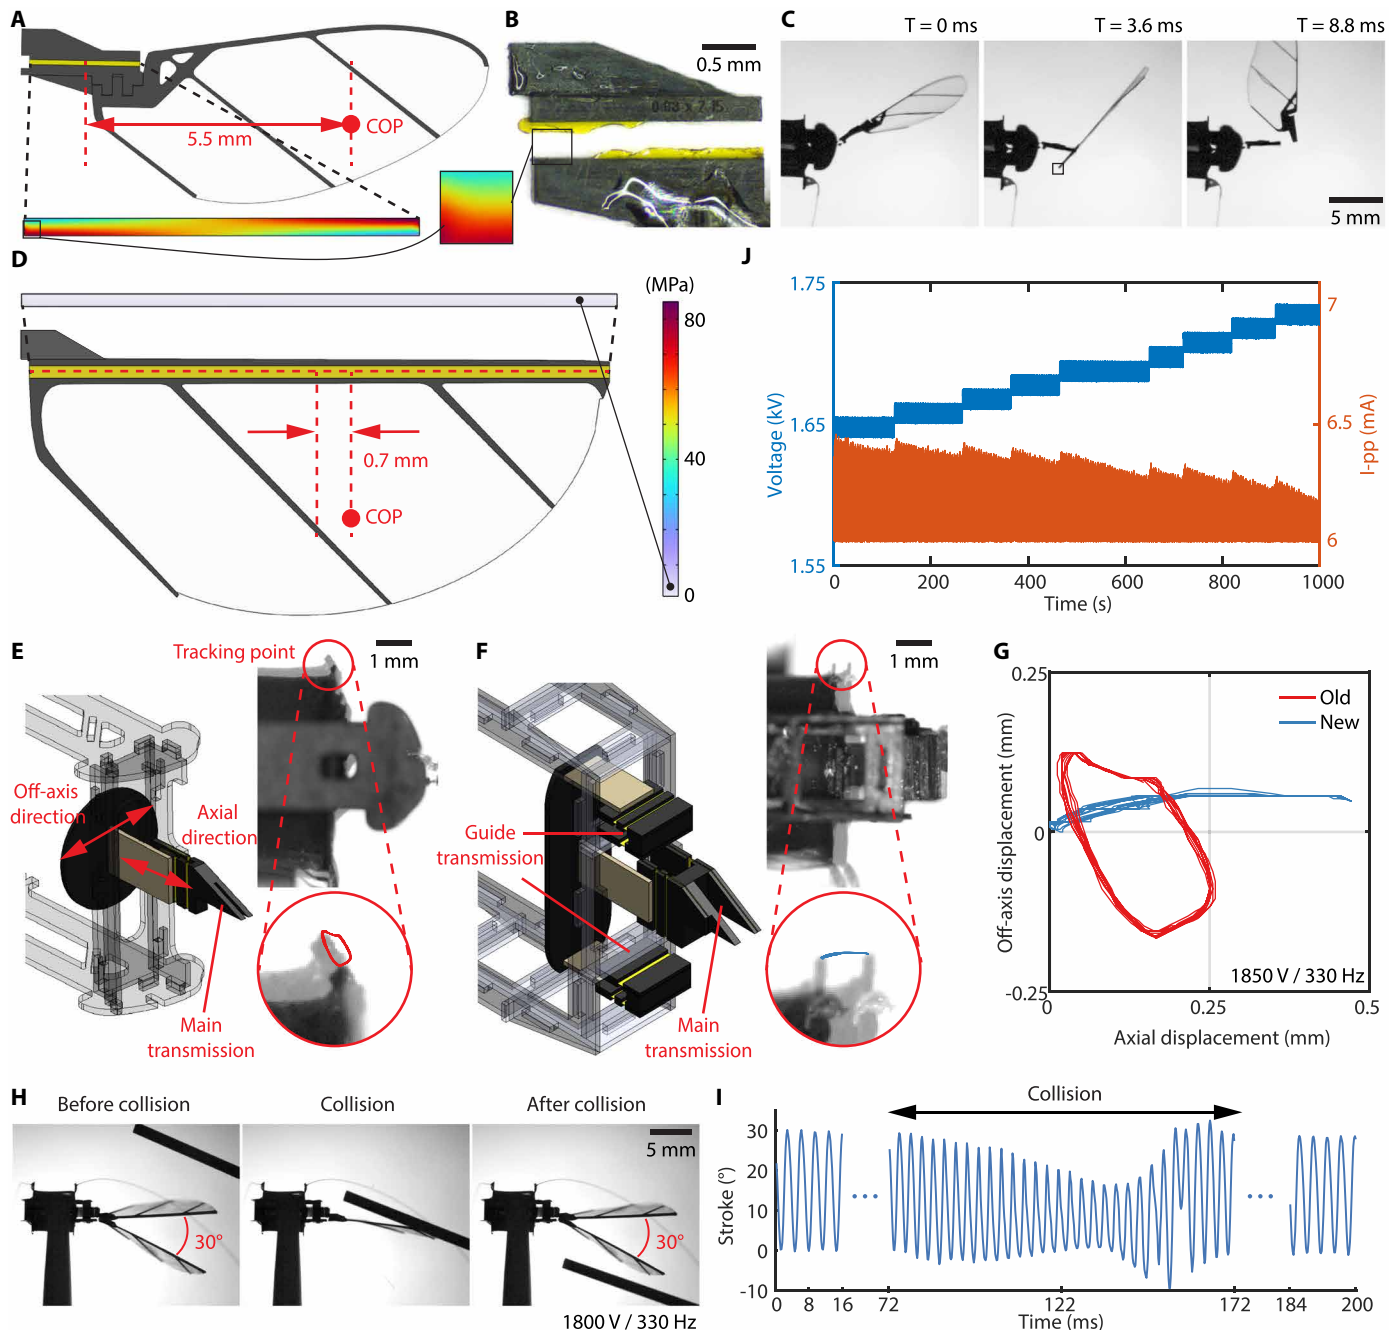 A
5.5 mm
COP
B
0.5 mm
C
T = 0 ms
T = 3.6 ms
T = 8.8 ms
5 mm
D
(MPa)
80
40
0
0.7 mm
COP
J
1.75
1.65
1.55
Voltage (kV)
7
6.5
6
I-pp (mA)
0
200
400
600
800
1000
Time (s)
E
Tracking point
1 mm
Off-axis
direction
Axial
direction
Main
transmission
F
1 mm
Guide
transmission
Main
transmission
G
0.25
0
-0.25
Off-axis displacement (mm)
Old
New
1850 V / 330 Hz
0
0.25
0.5
Axial displacement (mm)
H
Before collision
Collision
After collision
5 mm
30°
30°
1800 V / 330 Hz
I
Collision
30
20
10
0
-10
Stroke (°)
0
8
16
72
122
172
184
200
Time (ms)